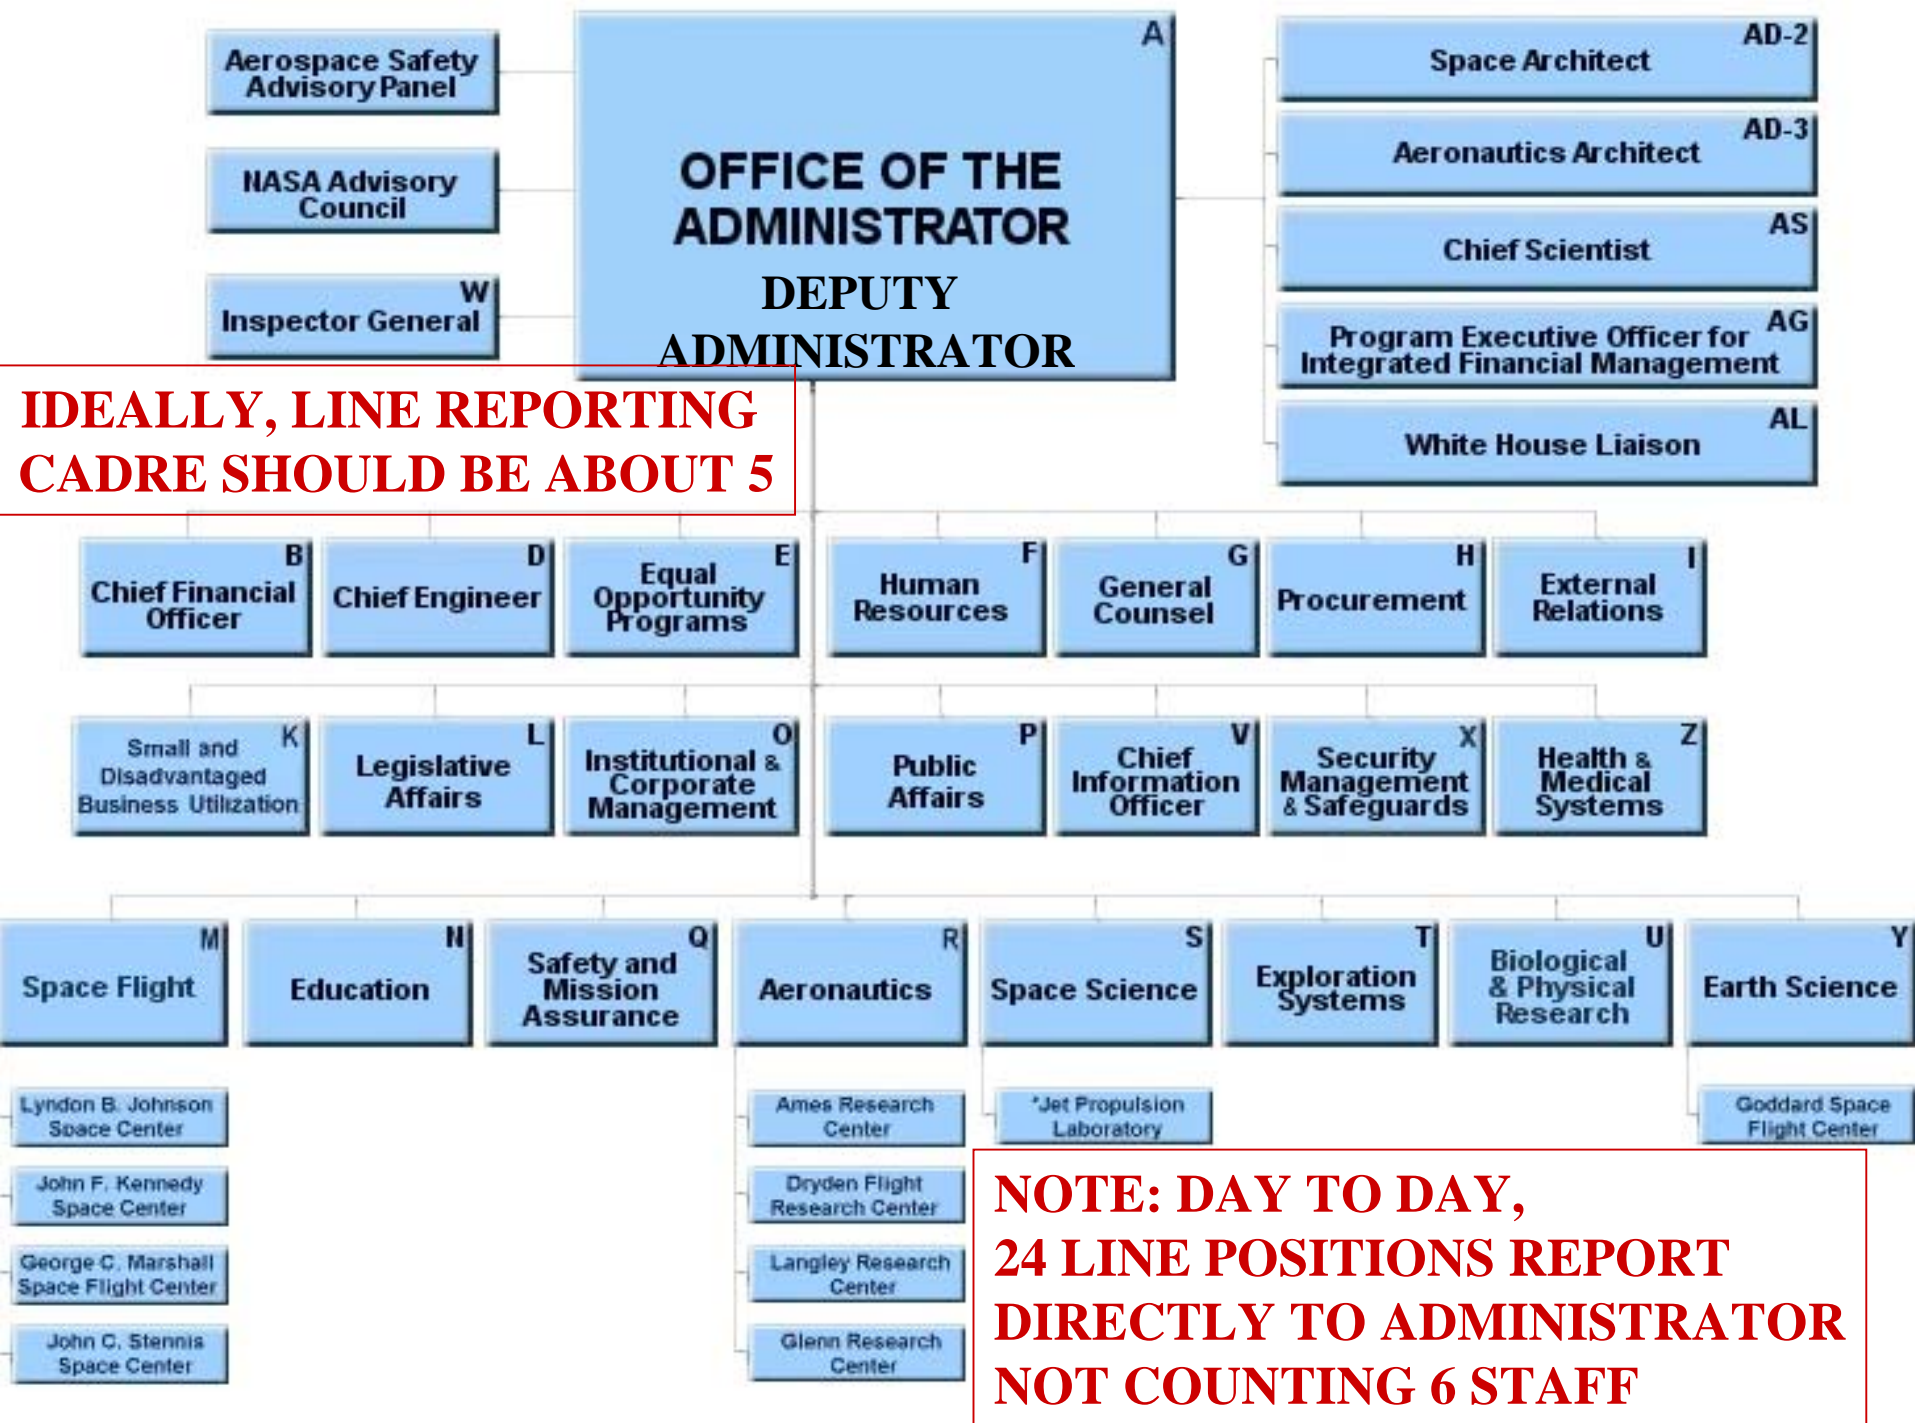 A
Aerospace Safety
Advisory Panel
NASA Advisory
Council
W
Inspector General
OFFICE OF THE
ADMINISTRATOR
DEPUTY
ADMINISTRATOR
AD-2
Space Architect
AD-3
Aeronautics Architect
AS
Chief Scientist
AG
Program Executive Officer for
Integrated Financial Management
AL
White House Liaison
IDEALLY, LINE REPORTING
CADRE SHOULD BE ABOUT 5
B
Chief Financial
Officer
D
Chief Engineer
E
Equal
Opportunity
Programs
F
Human
Resources
G
General
Counsel
H
Procurement
I
External
Relations
K
Small and
Disadvantaged
Business Utilization
L
Legislative
Affairs
O
Institutional &
Corporate
Management
P
Public
Affairs
V
Chief
Information
Officer
X
Security
Management
& Safeguards
Z
Health &
Medical
Systems
M
Space Flight
N
Education
Q
Safety and
Mission
Assurance
R
Aeronautics
S
Space Science
T
Exploration
Systems
U
Biological
& Physical
Research
Y
Earth Science
Lyndon B. Johnson
Space Center
John F. Kennedy
Space Center
George C. Marshall
Space Flight Center
John C. Stennis
Space Center
Ames Research
Center
Dryden Flight
Research Center
Langley Research
Center
Glenn Research
Center
*Jet Propulsion
Laboratory
Goddard Space
Flight Center
NOTE: DAY TO DAY,
24 LINE POSITIONS REPORT
DIRECTLY TO ADMINISTRATOR
NOT COUNTING 6 STAFF